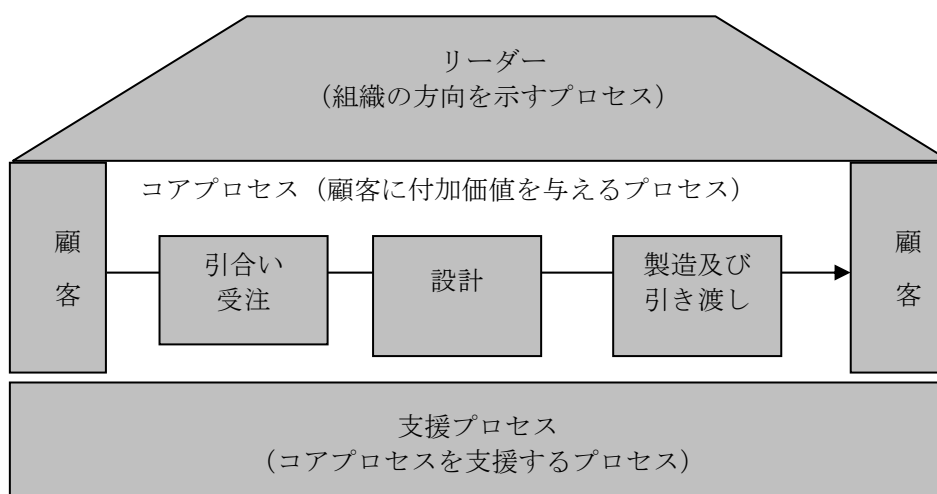 リーダー
（組織の方向を示すプロセス）
コアプロセス（顧客に付加価値を与えるプロセス）
顧客
引合い
受注
設計
製造及び
引き渡し
顧客
支援プロセス
（コアプロセスを支援するプロセス）